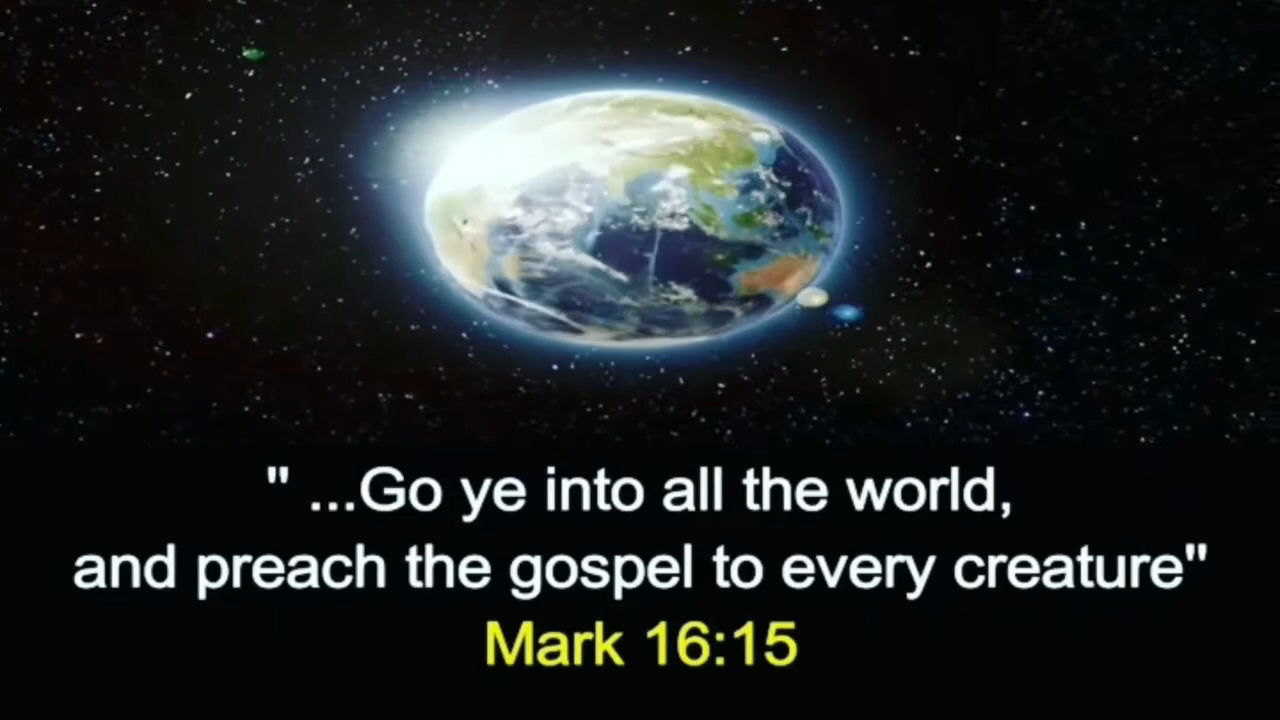 " ...Go ye into all the world,
and preach the gospel to every creature"
Mark 16:15